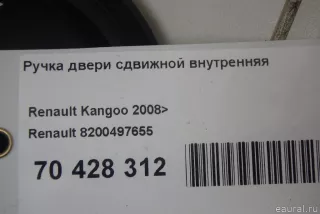 Ручка двери сдвижной внутренняя
Renault Kangoo 2008>
Renault 8200497655
70 428 312
eaural.ru